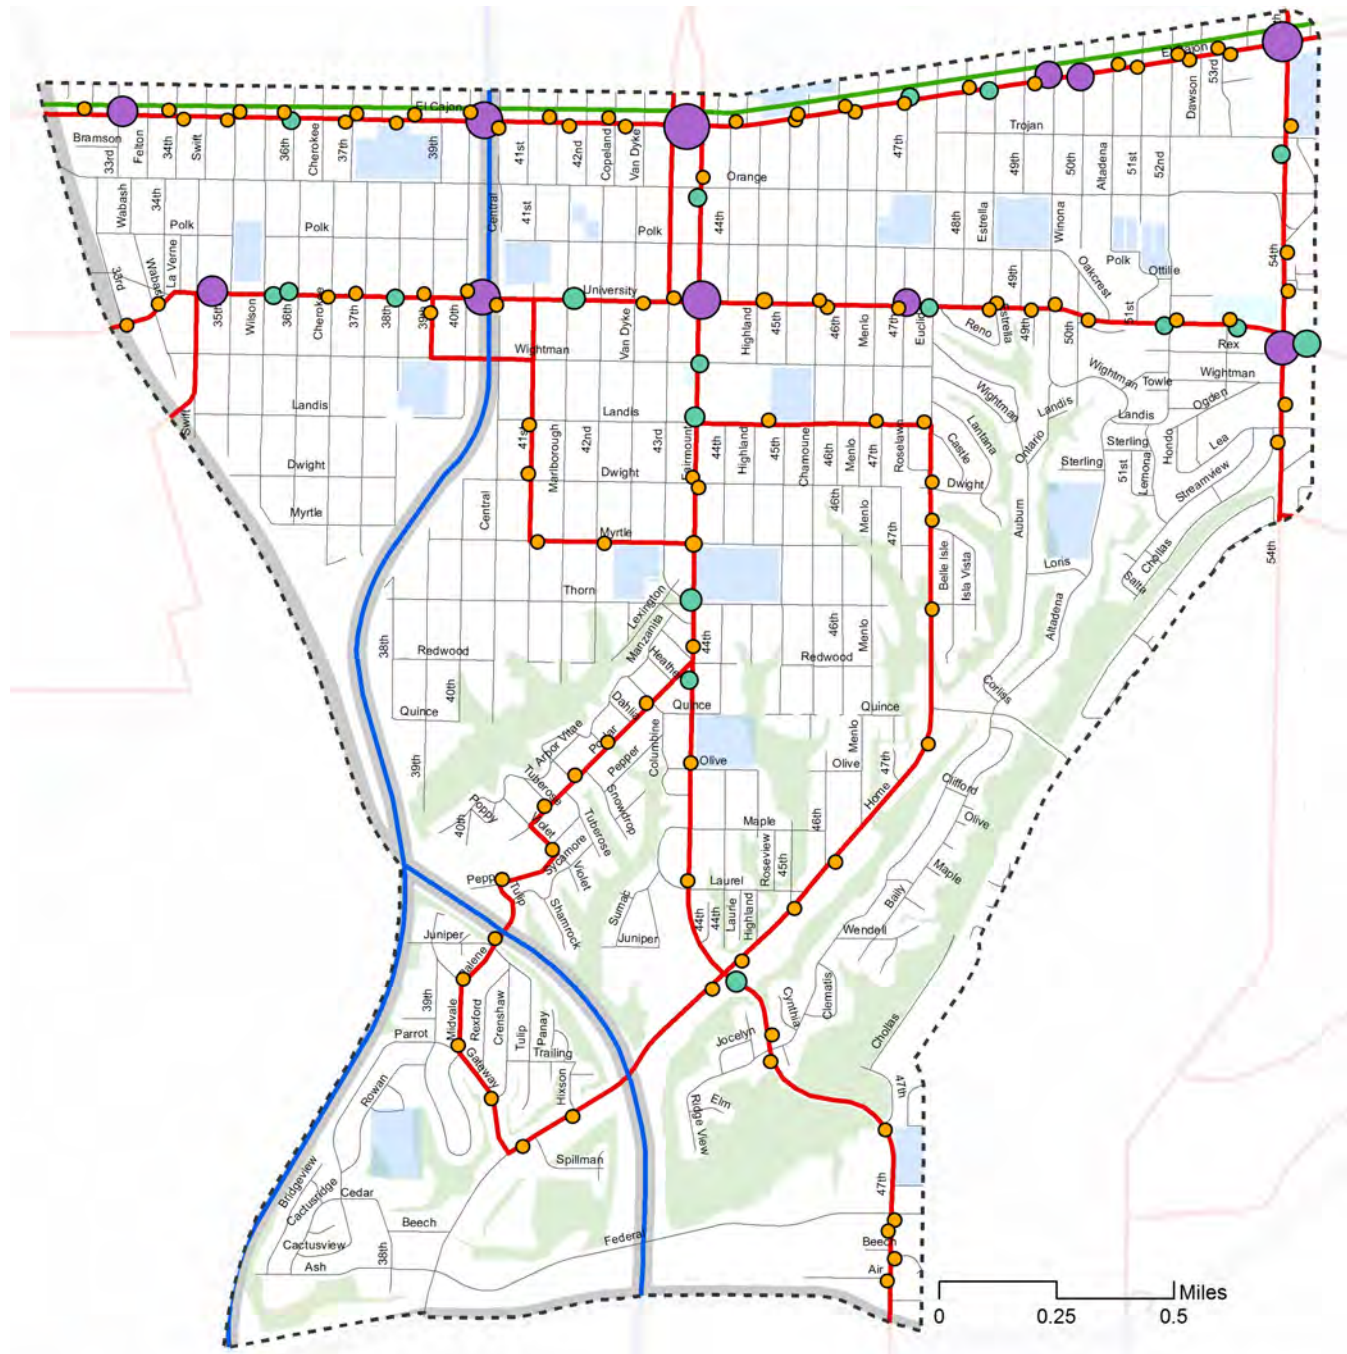 El Cajon
El Cajon
53rd
Dawson
Bramson
33rd
Felton
34th
Swift
36th
Cherokee
37th
39th
41st
42nd
Copeland
Van Dyke
47th
Trojan
49th
50th
Altadena
51st
52nd
Orange
Wabash
34th
Polk
Polk
Central
41st
Polk
44th
48th
Estrella
Winona
Polk
Ottilie
54th
33rd
La Verne
49th
Oakcrest
51st
University
35th
Wilson
36th
37th
38th
39th
40th
Van Dyke
Highland
45th
46th
Menlo
47th
Reno
49th
50th
Rex
Wightman
Wightman
Wightman
Towle
Wightman
Ogden
Swift
Landis
Landis
Landis
Landis
41st
Marlborough
42nd
43rd
Fairmount
44th
Highland
45th
Chamoune
46th
Menlo
47th
Roselawn
Castle
Lantana
Ontario
Sterling
Sterling
51st
Lemona
Hondo
Lea
Streamview
Dwight
Dwight
Dwight
Myrtle
Central
Myrtle
46th
Menlo
47th
Auburn
Chollas
Salta
54th
Thorn
Lexington
Manzanita
Belle Isle
Isla Vista
Loris
Altadena
38th
Redwood
40th
44th
46th
Menlo
Redwood
Corliss
Quince
Dahlia
Quince
Quince
39th
Arbor Vitae
Pepper
Columbine
Olive
Olive
Menlo
47th
Home
Clifford
Poppy
40th
Tuberose
Snowdrop
Tuberose
Maple
46th
Olive
Sycamore
Violet
Roseview
45th
Maple
Tulip
Laurel
Baily
Shamrock
Sumac
Juniper
44th
44th
Laurie
Highland
Wendell
Juniper
39th
Midvale
Rexford
Crenshaw
Tulip
Panay
Trailing
Cynthia
Clematis
Jocelyn
Chollas
Parrot
Gateway
Hixson
Rowan
Elm
Ridge View
47th
Spillman
Bridgeview
Cactusridge
Cedar
Beech
Cactusview
Ash
38th
Federal
47th
Beech
Air
Miles
0
0.25
0.5